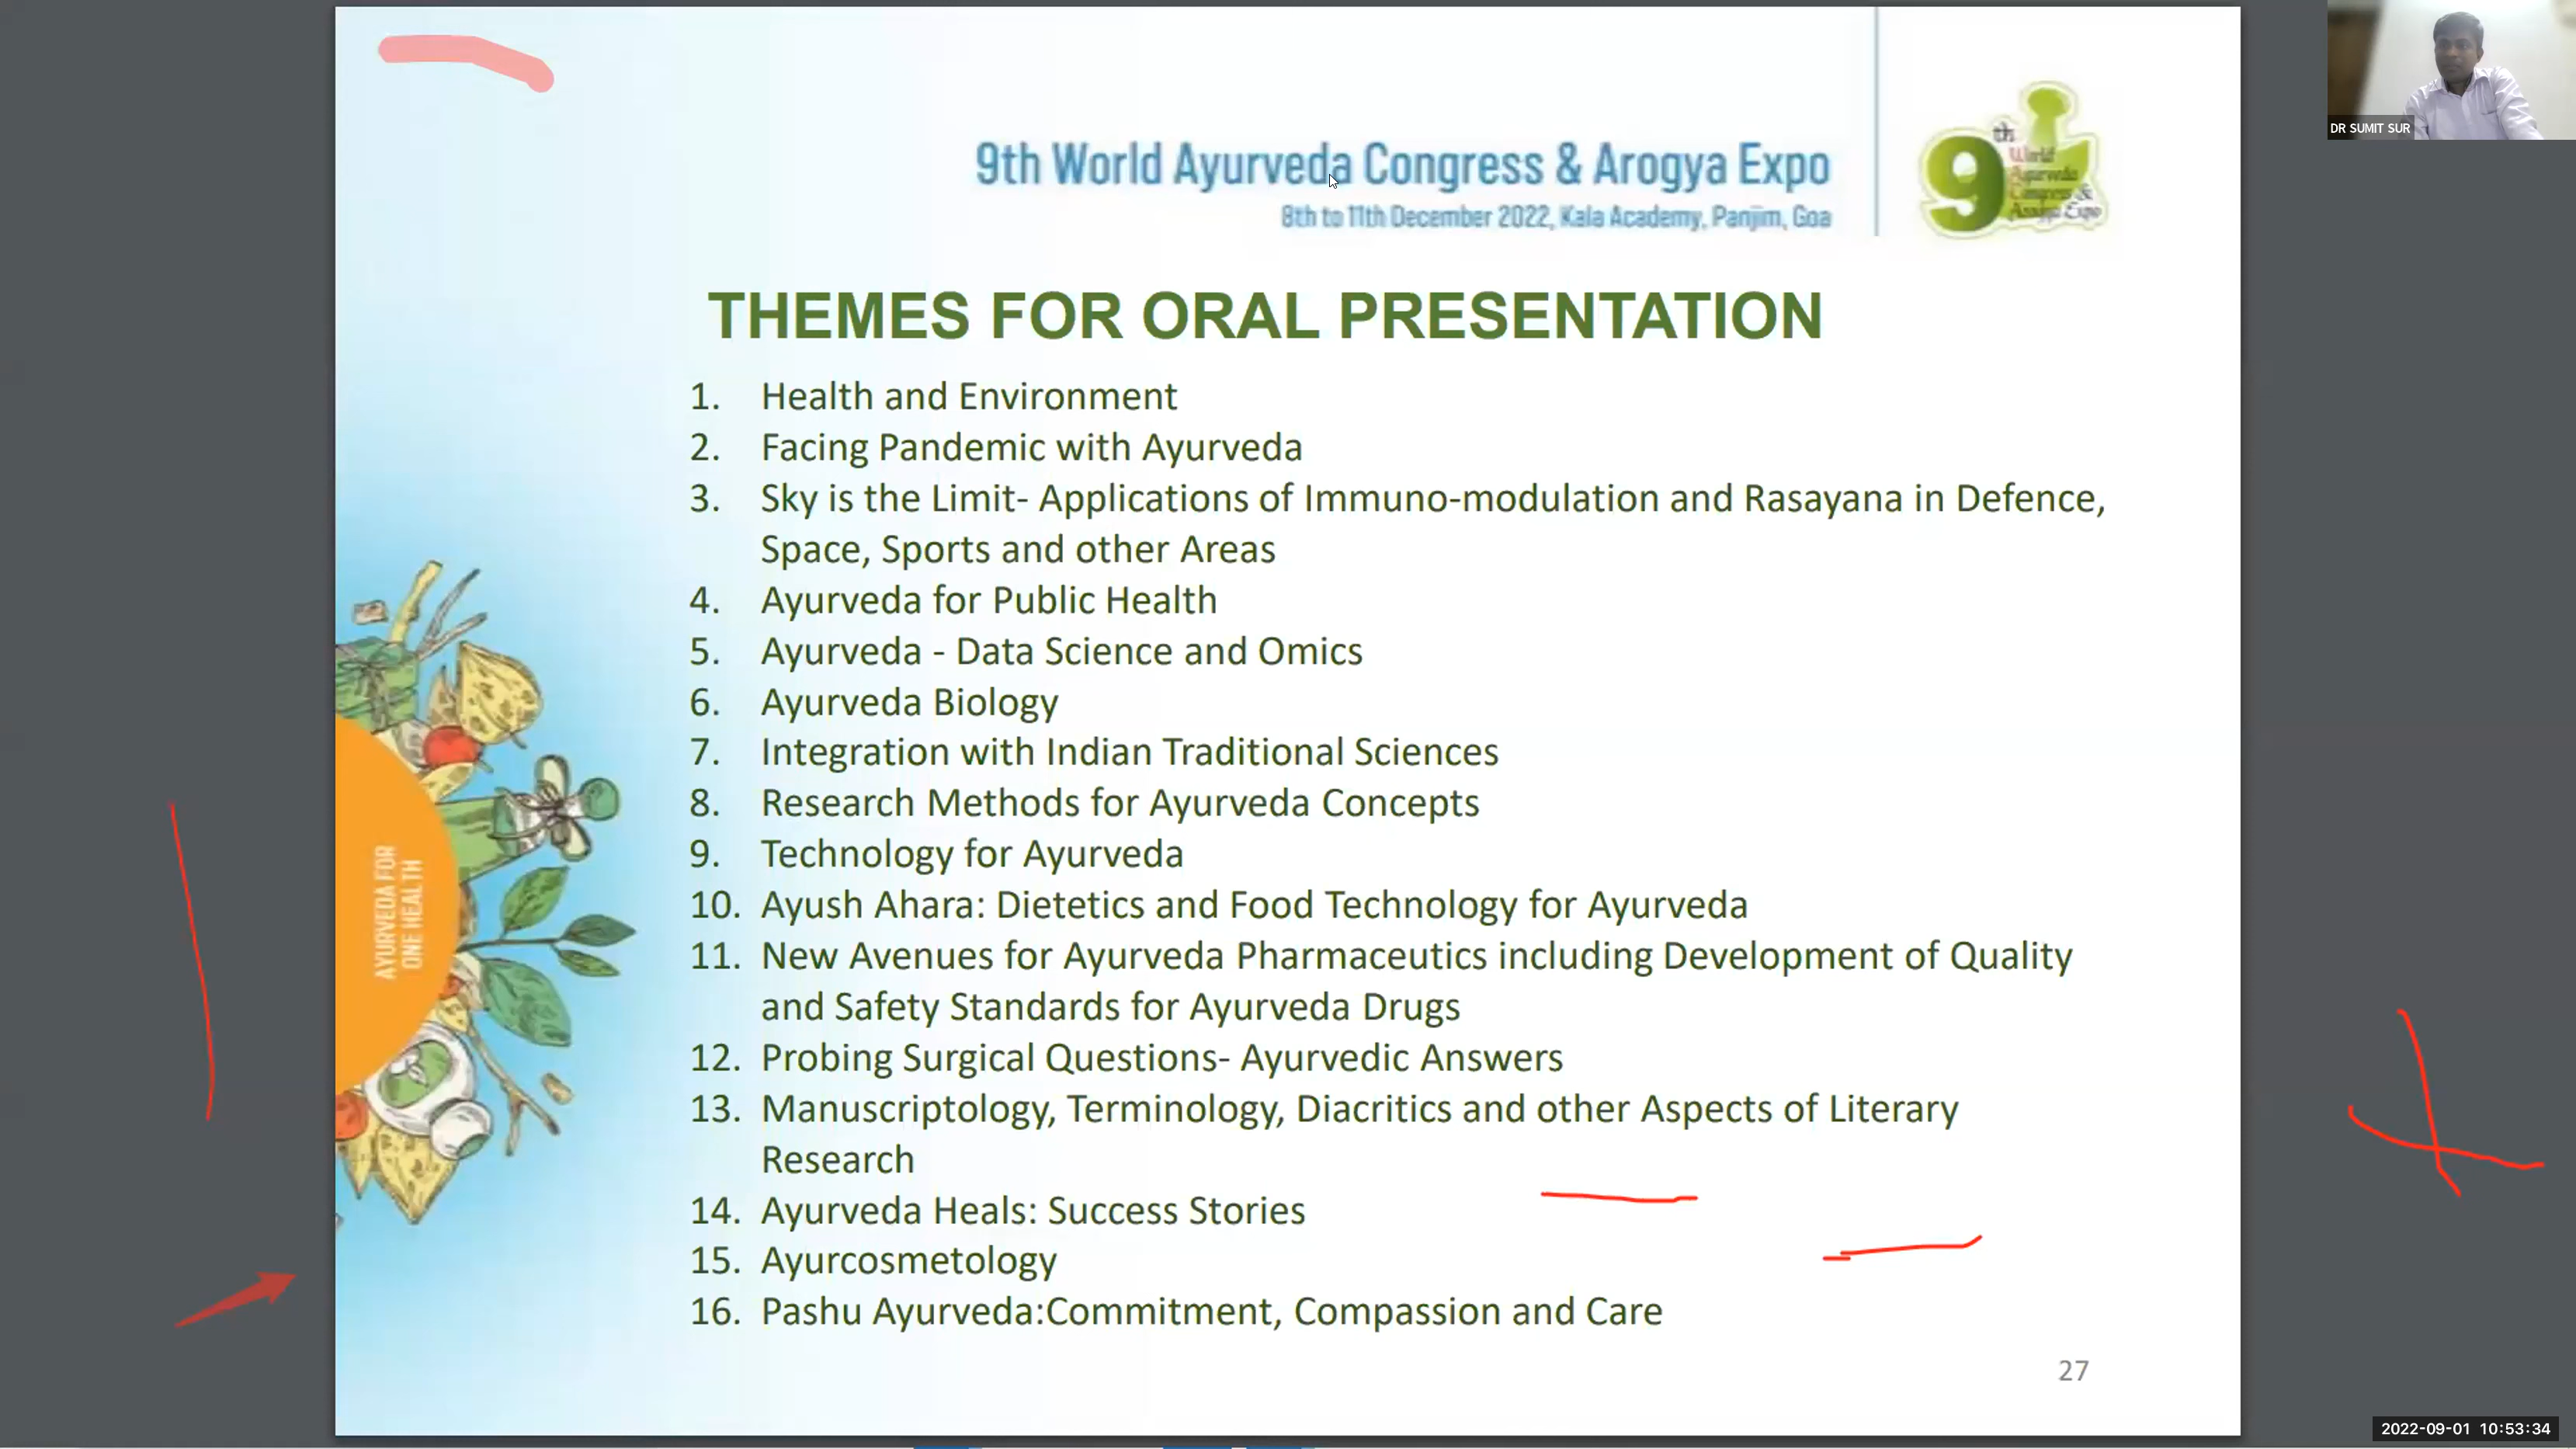 DR SUMIT SUR
9th World Ayurveda Congress & Arogya Expo
8th to 11th December 2022, Kala Academy, Panjim, Goa
9th
World
Ayurveda
Congress &
Arogya Expo
THEMES FOR ORAL PRESENTATION
1. Health and Environment
2. Facing Pandemic with Ayurveda
3. Sky is the Limit- Applications of Immuno-modulation and Rasayana in Defence,
Space, Sports and other Areas
4. Ayurveda for Public Health
5. Ayurveda - Data Science and Omics
6. Ayurveda Biology
7. Integration with Indian Traditional Sciences
8. Research Methods for Ayurveda Concepts
9. Technology for Ayurveda
10. Ayush Ahara: Dietetics and Food Technology for Ayurveda
11. New Avenues for Ayurveda Pharmaceutics including Development of Quality
and Safety Standards for Ayurveda Drugs
12. Probing Surgical Questions- Ayurvedic Answers
13. Manuscriptology, Terminology, Diacritics and other Aspects of Literary
Research
14. Ayurveda Heals: Success Stories
15. Ayurcosmetology
16. Pashu Ayurveda:Commitment, Compassion and Care
AYURVEDA FOR
ONE HEALTH
27
2022-09-01 10:53:34